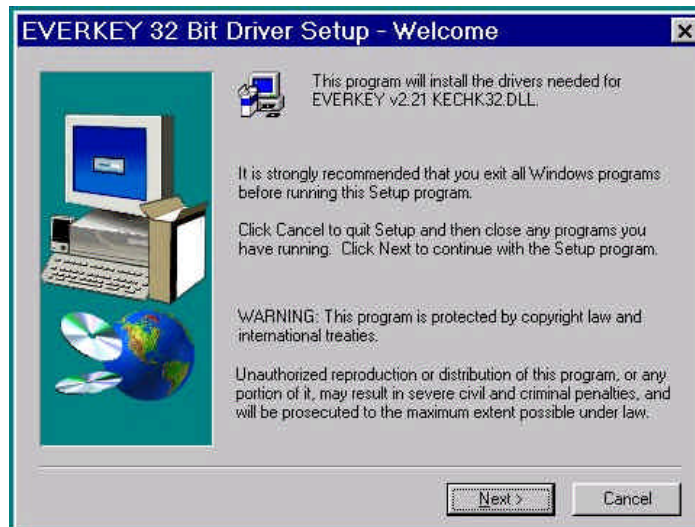 EVERKEY 32 Bit Driver Setup - Welcome
This program will install the drivers needed for
EVERKEY v2.21 KECHK32.DLL.
It is strongly recommended that you exit all Windows programs
before running this Setup program.
Click Cancel to quit Setup and then close any programs you
have running. Click Next to continue with the Setup program.
WARNING: This program is protected by copyright law and
international treaties.
Unauthorized reproduction or distribution of this program, or any
portion of it, may result in severe civil and criminal penalties, and
will be prosecuted to the maximum extent possible under law.
Next >
Cancel